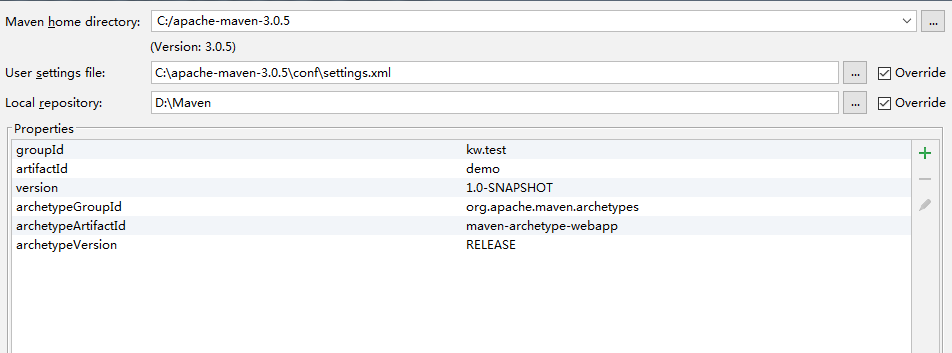 Maven home directory: C:/apache-maven-3.0.5 ...
(Version: 3.0.5)
User settings file: C:\apache-maven-3.0.5\conf\settings.xml ... Override
Local repository: D:\Maven ... Override
Properties
groupId kw.test
artifactId demo
version 1.0-SNAPSHOT
archetypeGroupId org.apache.maven.archetypes
archetypeArtifactId maven-archetype-webapp
archetypeVersion RELEASE